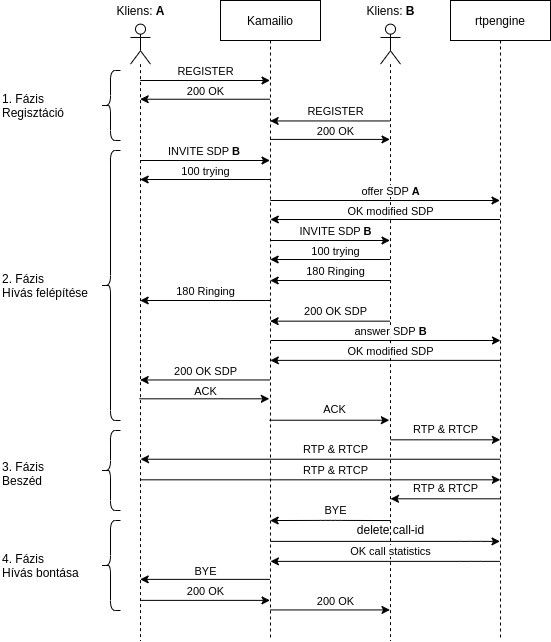 Kliens: A
Kamailio
Kliens: B
rtpengine
1. Fázis
Regisztáció
REGISTER
200 OK
REGISTER
200 OK
2. Fázis
Hívás felépítése
INVITE SDP B
100 trying
offer SDP A
OK modified SDP
INVITE SDP B
100 trying
180 Ringing
180 Ringing
200 OK SDP
answer SDP B
OK modified SDP
200 OK SDP
ACK
ACK
3. Fázis
Beszéd
RTP & RTCP
RTP & RTCP
RTP & RTCP
RTP & RTCP
4. Fázis
Hívás bontása
BYE
delete call-id
OK call statistics
BYE
200 OK
200 OK